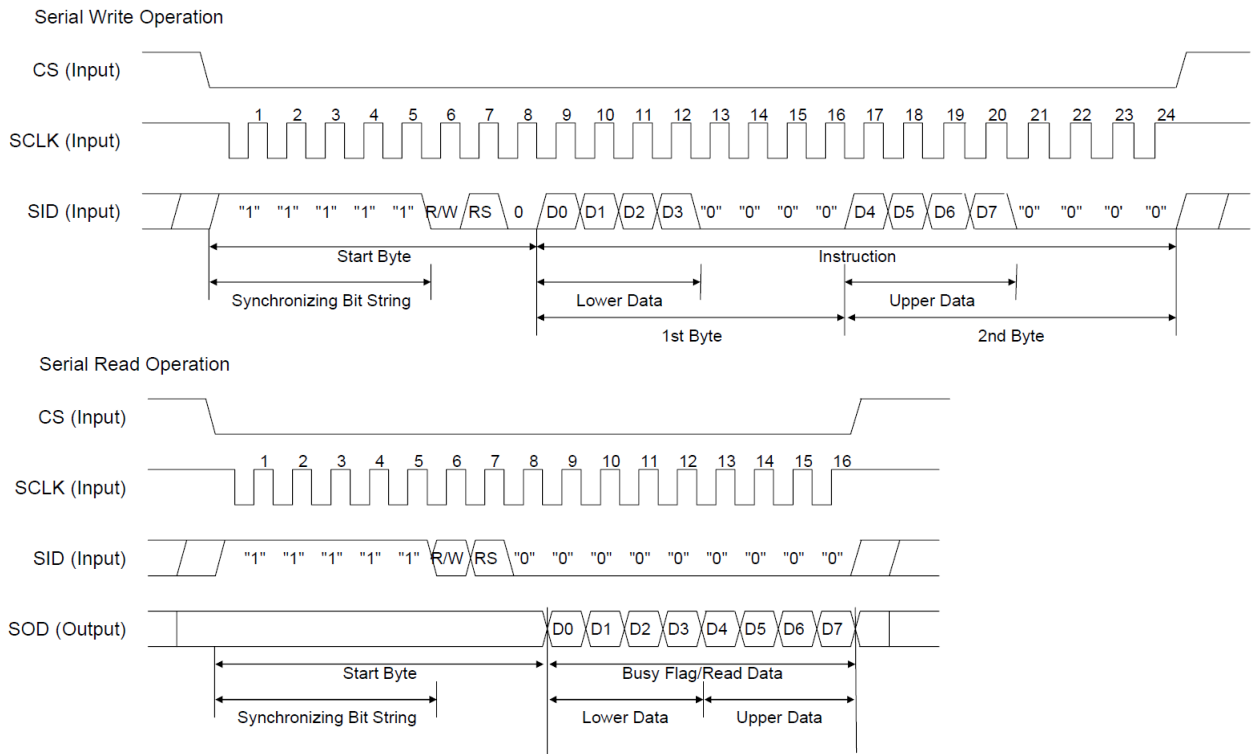 Serial Write Operation
CS (Input)
1 2 3 4 5 6 7 8 9 10 11 12 13 14 15 16 17 18 19 20 21 22 23 24
SCLK (Input)
SID (Input) "1" "1" "1" "1" "1" R/W RS 0 D0 D1 D2 D3 "0" "0" "0" "0" D4 D5 D6 D7 "0" "0" "0' "0"
Start Byte Instruction
Synchronizing Bit String Lower Data Upper Data
1st Byte 2nd Byte
Serial Read Operation
CS (Input)
1 2 3 4 5 6 7 8 9 10 11 12 13 14 15 16
SCLK (Input)
SID (Input) "1" "1" "1" "1" "1" R/W RS "0" "0" "0" "0" "0" "0" "0" "0" "0"
SOD (Output) D0 D1 D2 D3 D4 D5 D6 D7
Start Byte Busy Flag/Read Data
Synchronizing Bit String Lower Data Upper Data